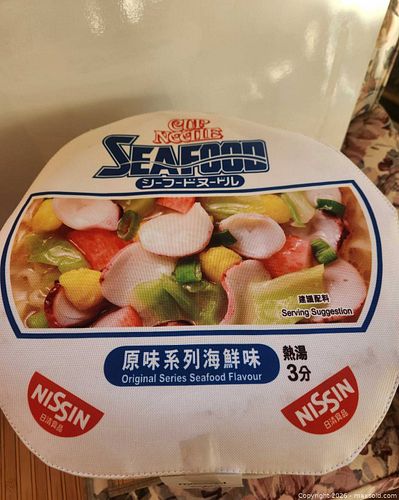 CUP
NOODLE
SEAFOOD
シーフードヌードル
建議配料
Serving Suggestion
原味系列海鮮味
Original Series Seafood Flavour
熱湯
3分
NISSIN
日清食品
NISSIN
日清食品
Copyright 2026 - maxsold.com